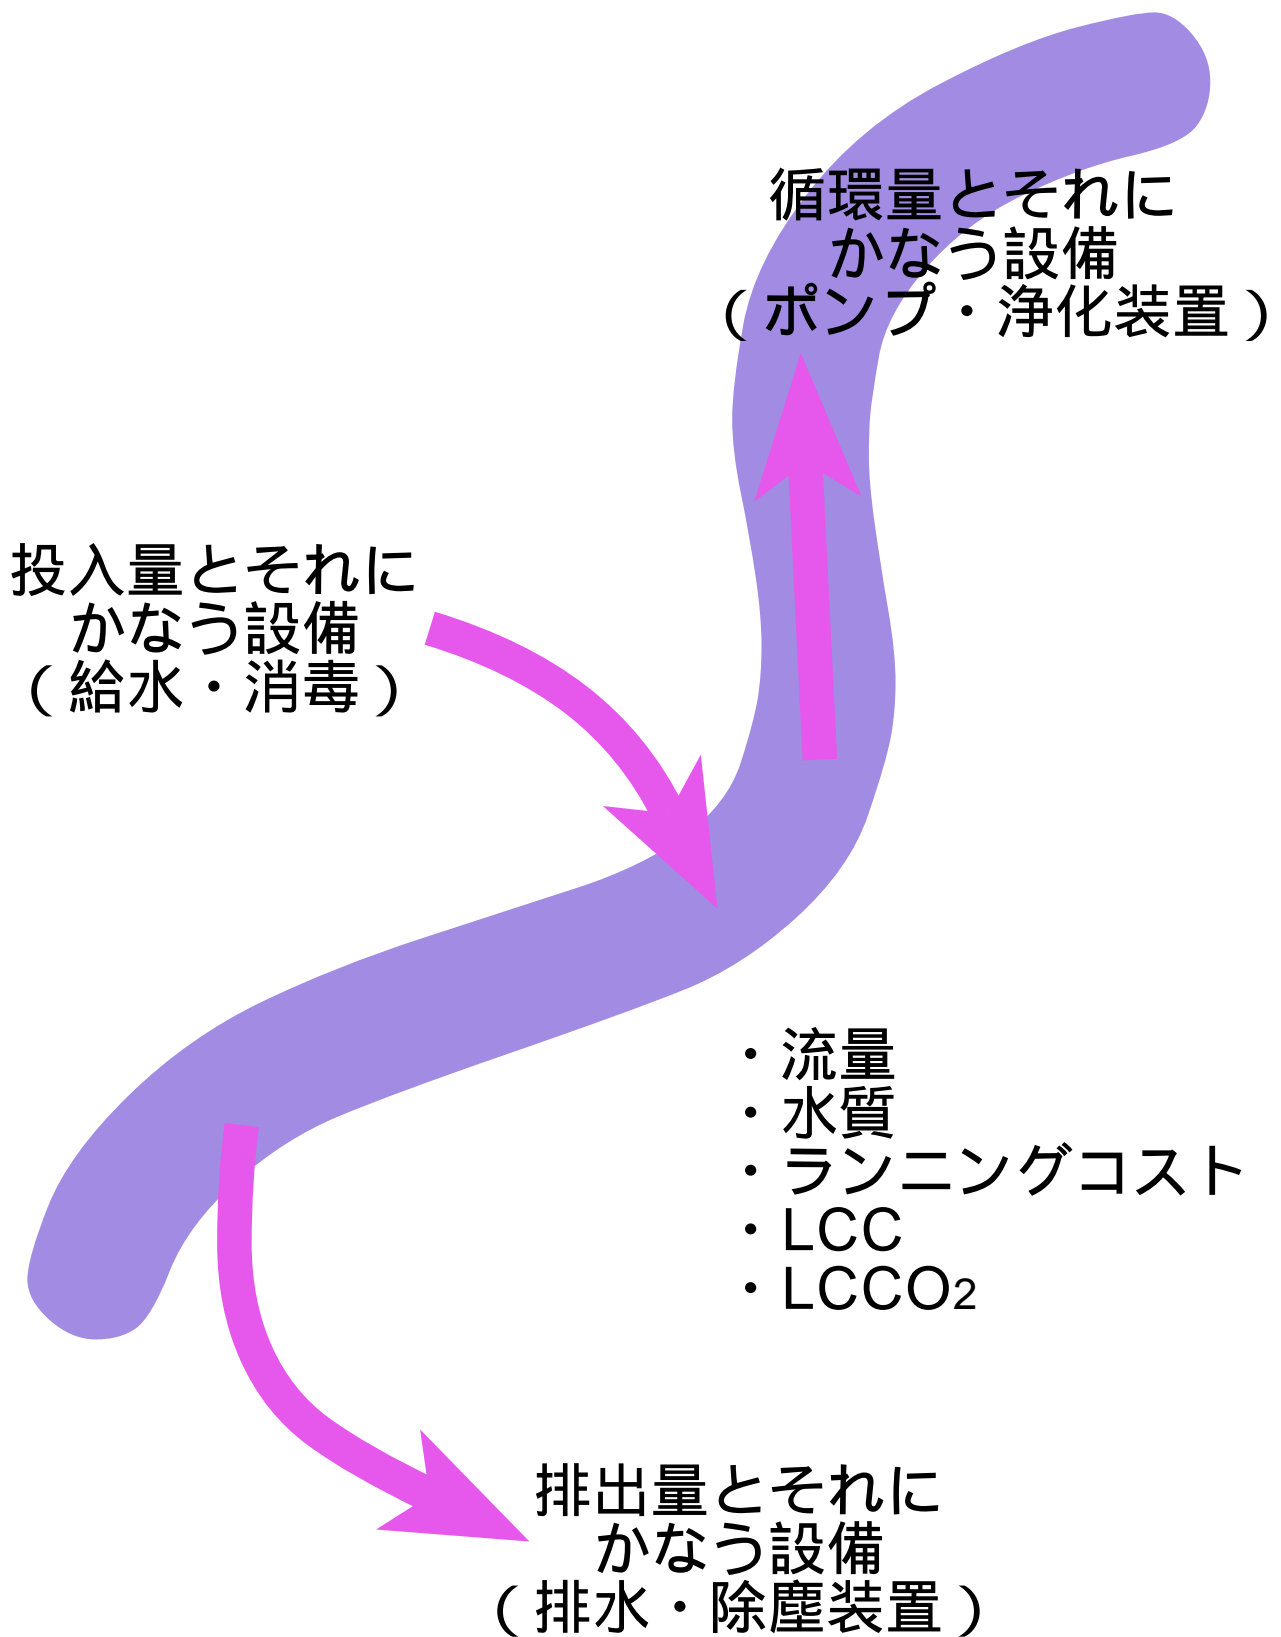 循環量とそれに
かなう設備
（ポンプ・浄化装置）
投入量とそれに
かなう設備
（給水・消毒）
・流量
・水質
・ランニングコスト
・LCC
・LCCO2
排出量とそれに
かなう設備
（排水・除塵装置）